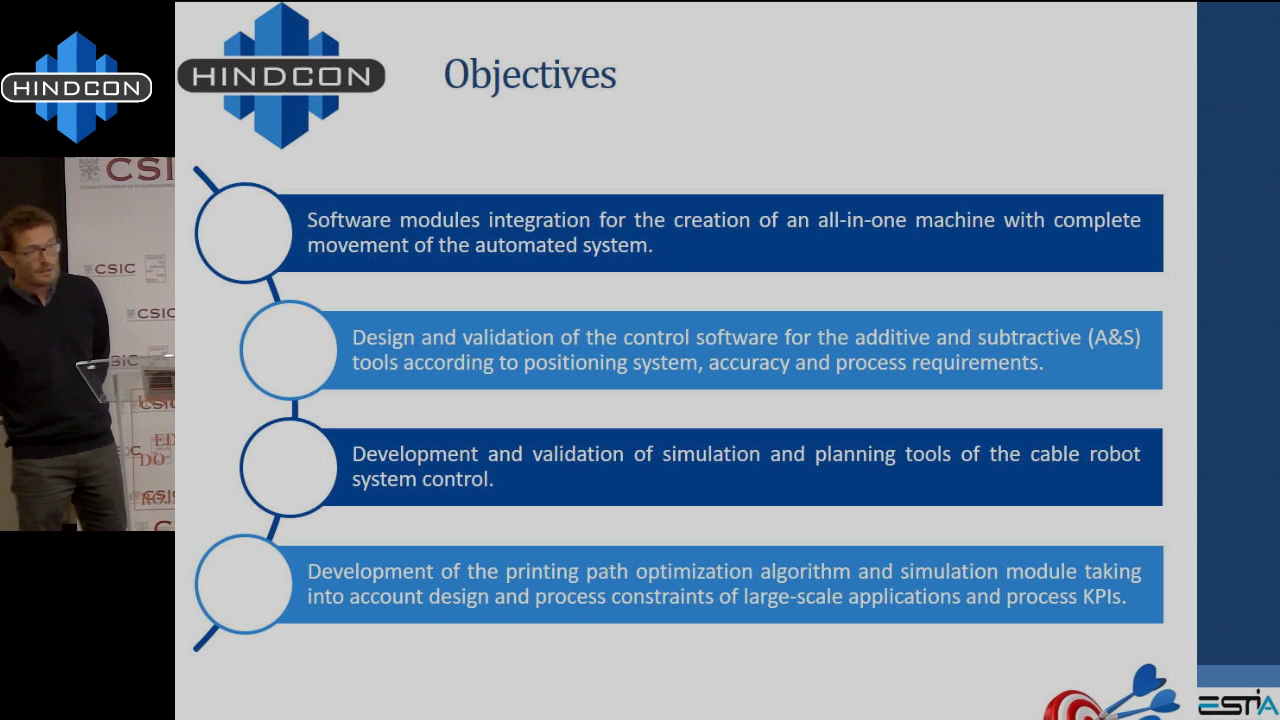 HINDCON
HINDCON
Objectives
CSIC
Software modules integration for the creation of an all-in-one machine with complete
movement of the automated system.
CSIC
CSIC
Design and validation of the control software for the additive and subtractive (A&S)
tools according to positioning system, accuracy and process requirements.
CSIC
CSIC
Development and validation of simulation and planning tools of the cable robot
system control.
CSIC
Development of the printing path optimization algorithm and simulation module taking
into account design and process constraints of large-scale applications and process KPIs.
ESTIA